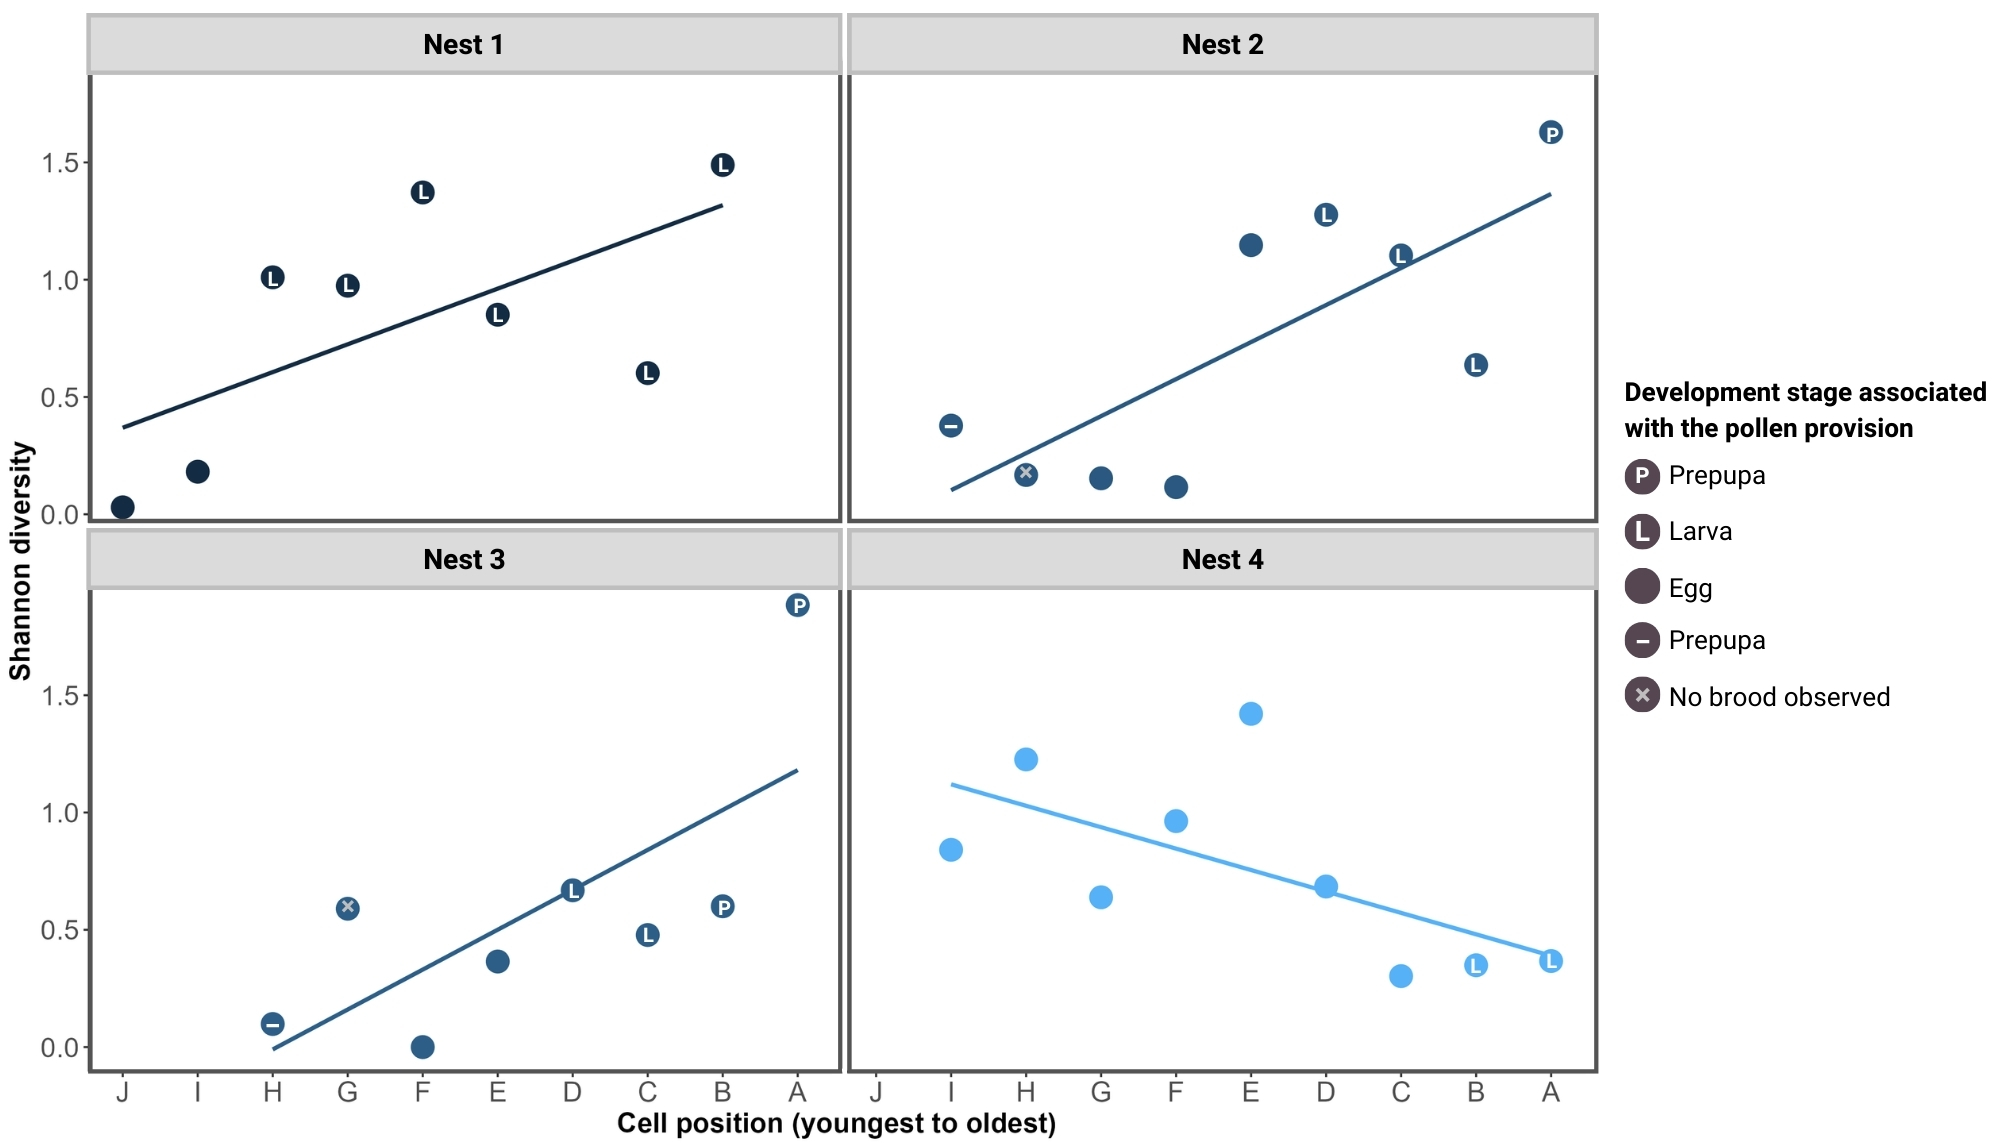 Nest 1
Nest 2
1.5
1.0
0.5
0.0
L
L
L
L
L
L
P
L
L
L
–
×
Nest 3
Nest 4
1.5
1.0
0.5
0.0
P
×
L
L
P
–
L
L
Shannon diversity
J I H G F E D C B A
J I H G F E D C B A
Cell position (youngest to oldest)
Development stage associated
with the pollen provision
P Prepupa
L Larva
Egg
– Prepupa
× No brood observed